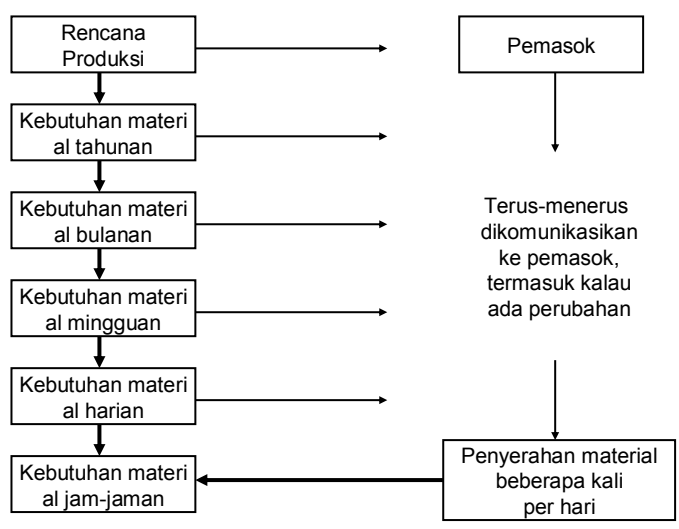 Rencana
Produksi
Pemasok
Kebutuhan materi
al tahunan
Kebutuhan materi
al bulanan
Terus-menerus
dikomunikasikan
ke pemasok,
termasuk kalau
ada perubahan
Kebutuhan materi
al mingguan
Kebutuhan materi
al harian
Kebutuhan materi
al jam-jaman
Penyerahan material
beberapa kali
per hari